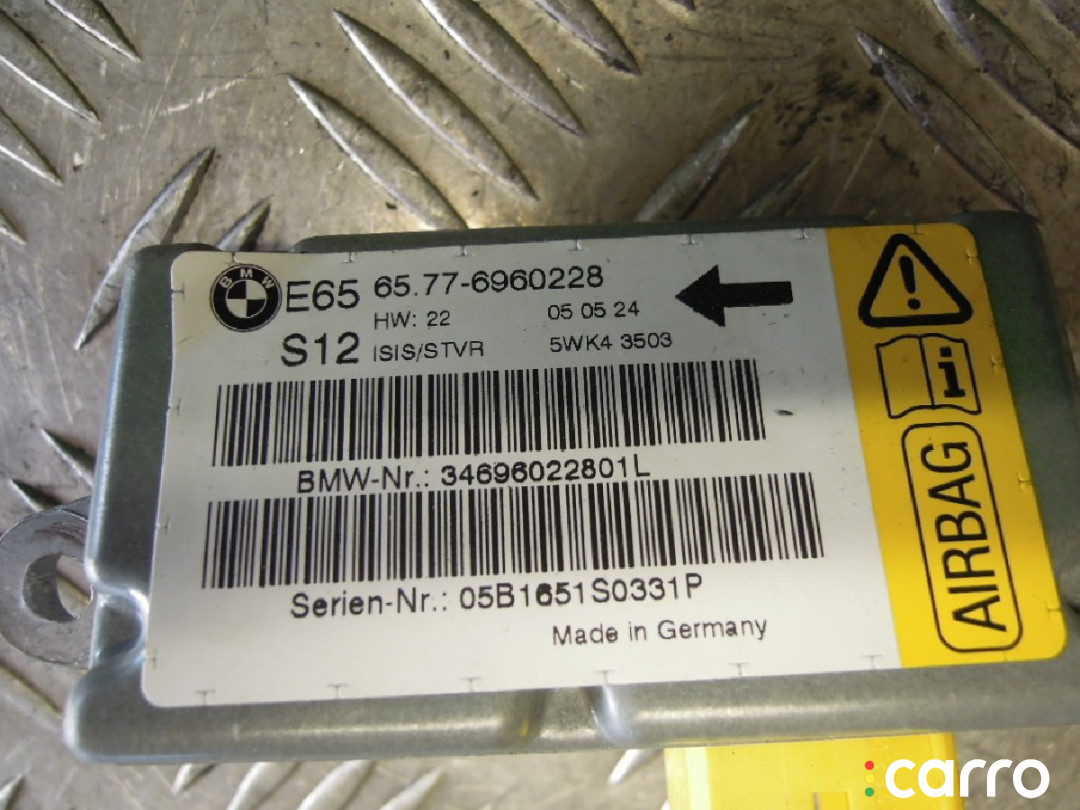 BMW
E65 65.77-6960228
HW: 22 05 05 24
S12 ISIS/STVR 5WK4 3503
BMW-Nr.: 34696022801L
Serien-Nr.: 05B1651S0331P
Made in Germany
i
AIRBAG
carro